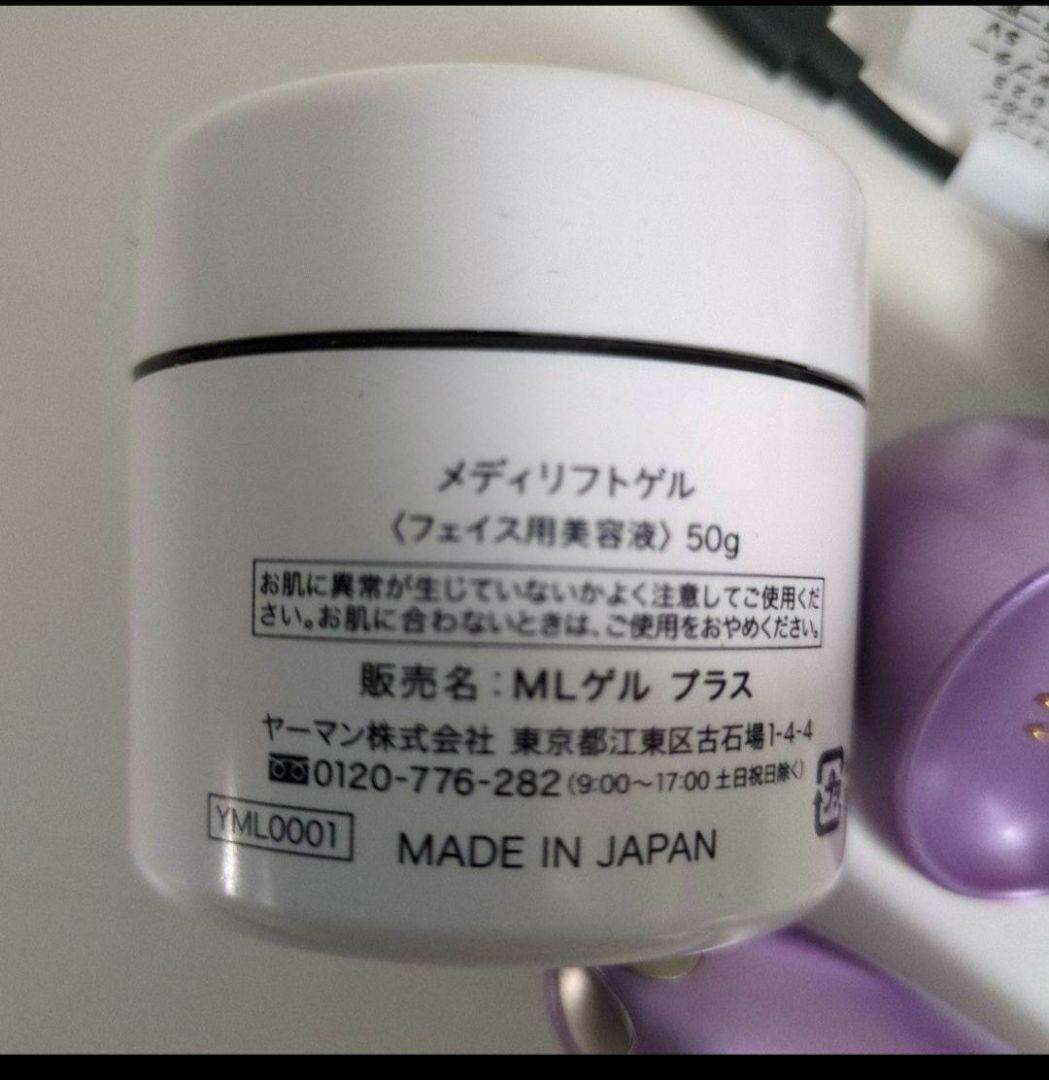 メディリフトゲル
〈フェイス用美容液〉50g
お肌に異常が生じていないかよく注意してご使用くだ
さい。お肌に合わないときは、ご使用をおやめください。
販売名：MLゲル プラス
ヤーマン株式会社 東京都江東区古石場1-4-4
0120-776-282(9:00〜17:00 土日祝日除く)
YML0001
MADE IN JAPAN
プラ